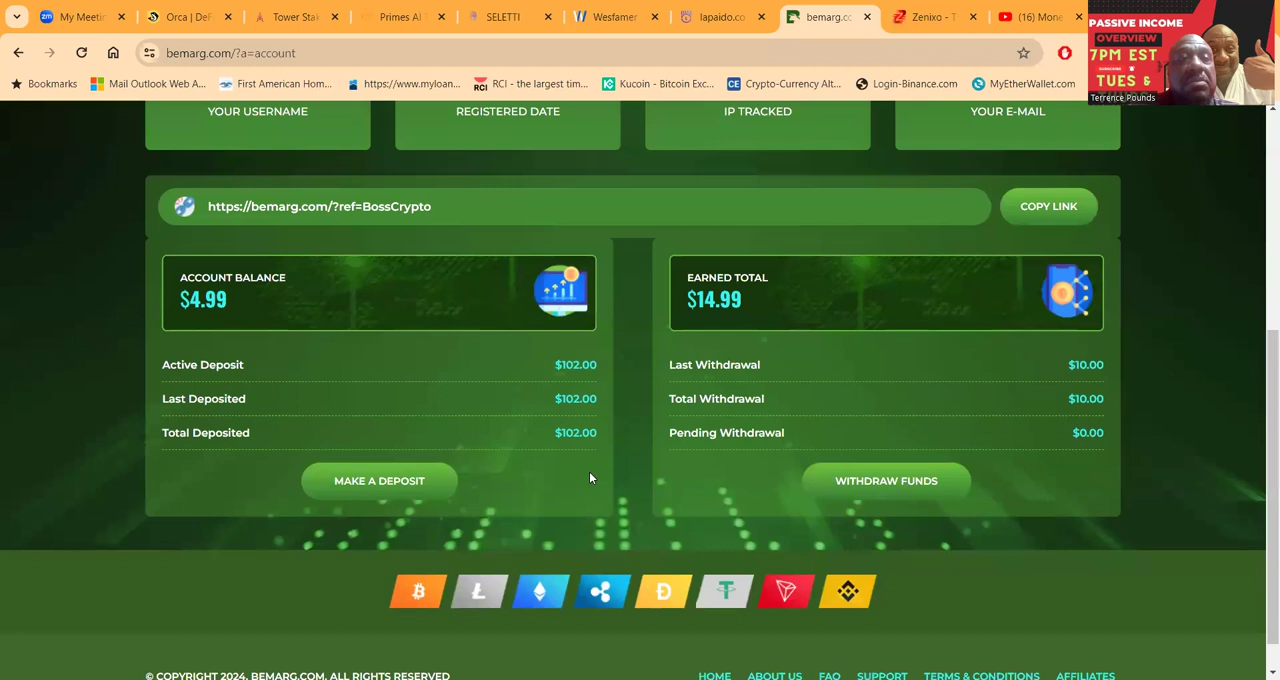 My Meetin
Orca | DeF
Tower Stak
Primes AI T
SELETTI
Wesfamer
lapaido.co
bemarg.co
Zenixo - T
(16) Mone
bemarg.com/?a=account
Bookmarks
Mail Outlook Web A...
First American Hom...
https://www.myloan...
RCI - the largest tim...
Kucoin - Bitcoin Exc...
Crypto-Currency Alt...
Login-Binance.com
MyEtherWallet.com
PASSIVE INCOME
OVERVIEW
7PM EST
TUES &
Terrence Pounds
YOUR USERNAME
REGISTERED DATE
IP TRACKED
YOUR E-MAIL
https://bemarg.com/?ref=BossCrypto
COPY LINK
ACCOUNT BALANCE
$4.99
Active Deposit $102.00
Last Deposited $102.00
Total Deposited $102.00
MAKE A DEPOSIT
EARNED TOTAL
$14.99
Last Withdrawal $10.00
Total Withdrawal $10.00
Pending Withdrawal $0.00
WITHDRAW FUNDS
© COPYRIGHT 2024. BEMARG.COM. ALL RIGHTS RESERVED
HOME ABOUT US FAQ SUPPORT TERMS & CONDITIONS AFFILIATES